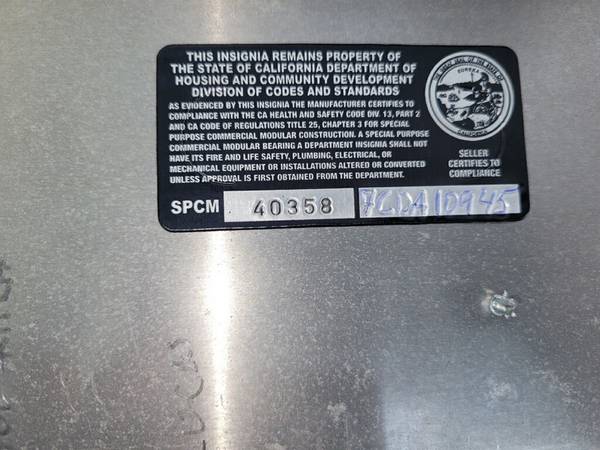 THIS INSIGNIA REMAINS PROPERTY OF
THE STATE OF CALIFORNIA DEPARTMENT OF
HOUSING AND COMMUNITY DEVELOPMENT
DIVISION OF CODES AND STANDARDS
AS EVIDENCED BY THIS INSIGNIA THE MANUFACTURER CERTIFIES TO
COMPLIANCE WITH THE CA HEALTH AND SAFETY CODE DIV. 13, PART 2
AND CA CODE OF REGULATIONS TITLE 25, CHAPTER 3 FOR SPECIAL
PURPOSE COMMERCIAL MODULAR CONSTRUCTION. A SPECIAL PURPOSE
COMMERCIAL MODULAR BEARING A DEPARTMENT INSIGNIA SHALL NOT
HAVE ITS FIRE AND LIFE SAFETY, PLUMBING, ELECTRICAL, OR
MECHANICAL EQUIPMENT OR INSTALLATIONS ALTERED OR CONVERTED
UNLESS APPROVAL IS FIRST OBTAINED FROM THE DEPARTMENT.
EUREKA
SELLER
CERTIFIES TO
COMPLIANCE
SPCM 40358